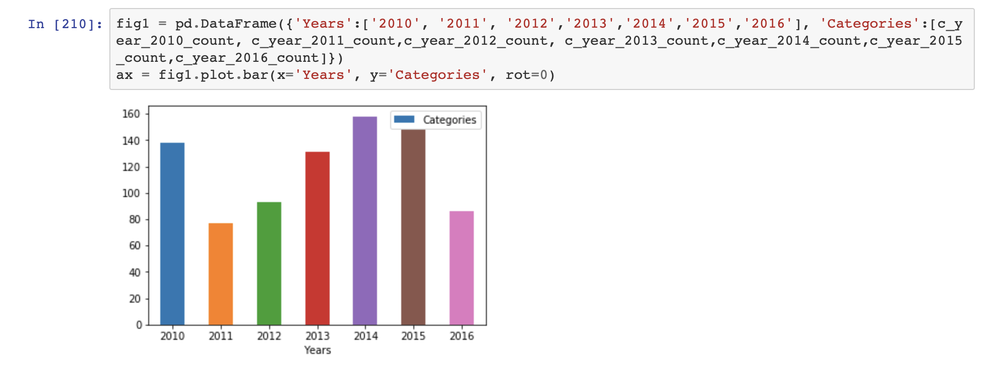 In [210]: fig1 = pd.DataFrame({'Years':['2010', '2011', '2012','2013','2014','2015','2016'], 'Categories':[c_y
ear_2010_count, c_year_2011_count,c_year_2012_count, c_year_2013_count,c_year_2014_count,c_year_2015
_count,c_year_2016_count]})
ax = fig1.plot.bar(x='Years', y='Categories', rot=0)
160
Categories
140
120
100
80
60
40
20
0
2010 2011 2012 2013 2014 2015 2016
Years